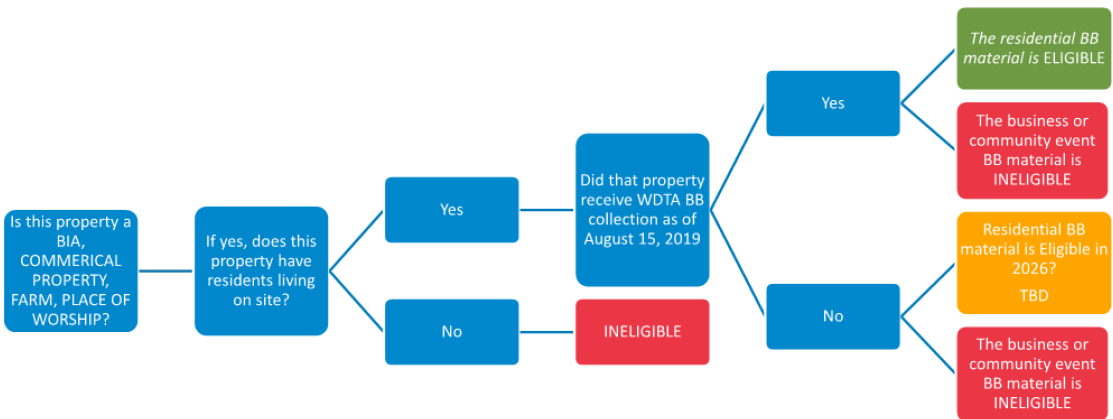 Is this property a
BIA,
COMMERICAL
PROPERTY,
FARM, PLACE OF
WORSHIP?
If yes, does this
property have
residents living
on site?
Yes
No
Did that property
receive WDTA BB
collection as of
August 15, 2019
INELIGIBLE
Yes
No
The residential BB
material is ELIGIBLE
The business or
community event
BB material is
INELIGIBLE
Residential BB
material is Eligible in
2026?
TBD
The business or
community event
BB material is
INELIGIBLE